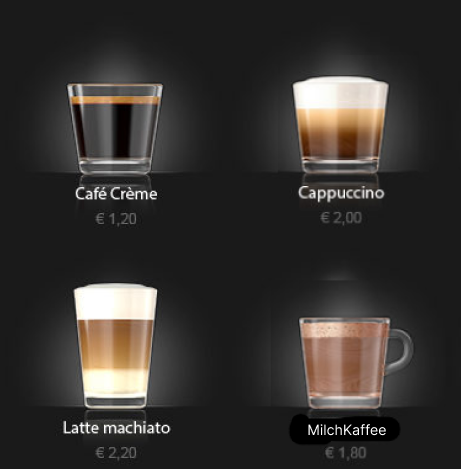 Café Crème
Cappuccino
€ 1,20
€ 2,00
Latte machiato
MilchKaffee
€ 2,20
€ 1,80